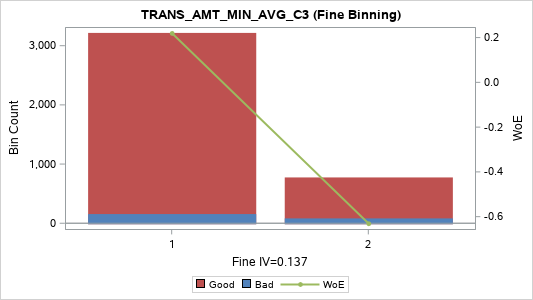 TRANS_AMT_MIN_AVG_C3 (Fine Binning)
3,000
2,000
1,000
0
Bin Count
0.2
0.0
-0.2
-0.4
-0.6
WoE
1 2
Fine IV=0.137
Good Bad WoE